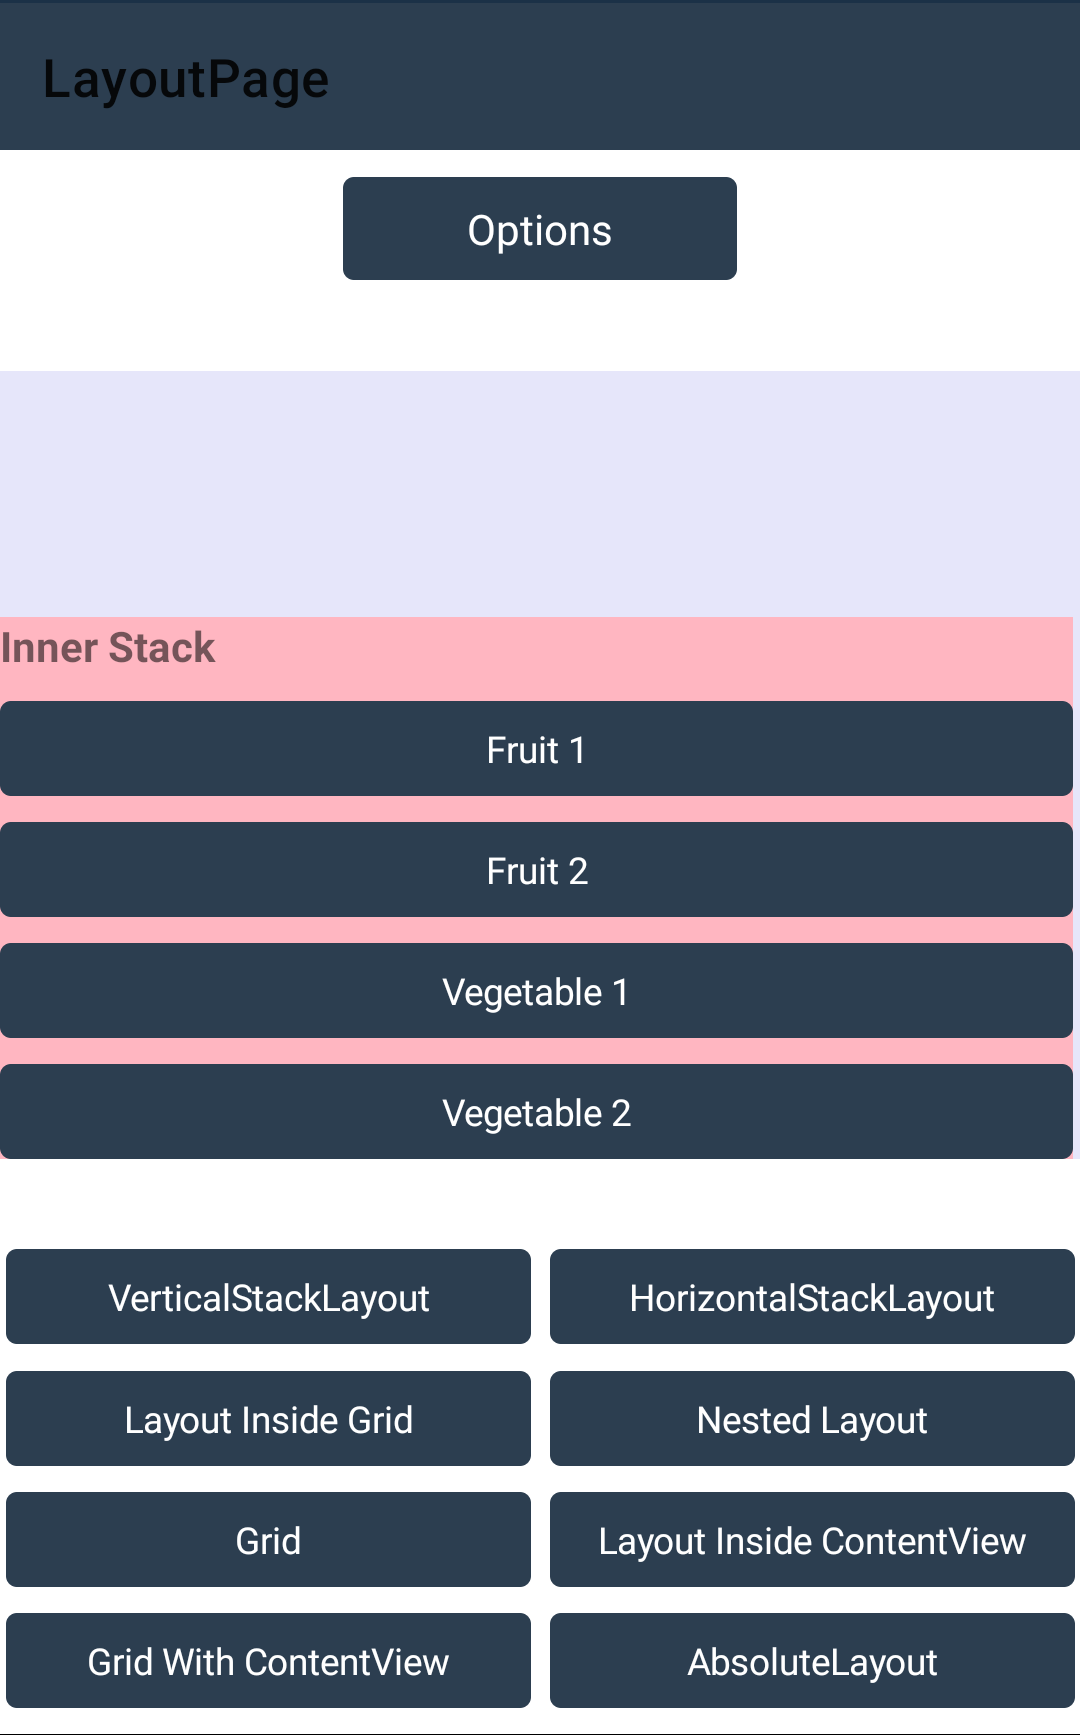 LayoutPage
Options
Inner Stack
Fruit 1
Fruit 2
Vegetable 1
Vegetable 2
VerticalStackLayout
HorizontalStackLayout
Layout Inside Grid
Nested Layout
Grid
Layout Inside ContentView
Grid With ContentView
AbsoluteLayout